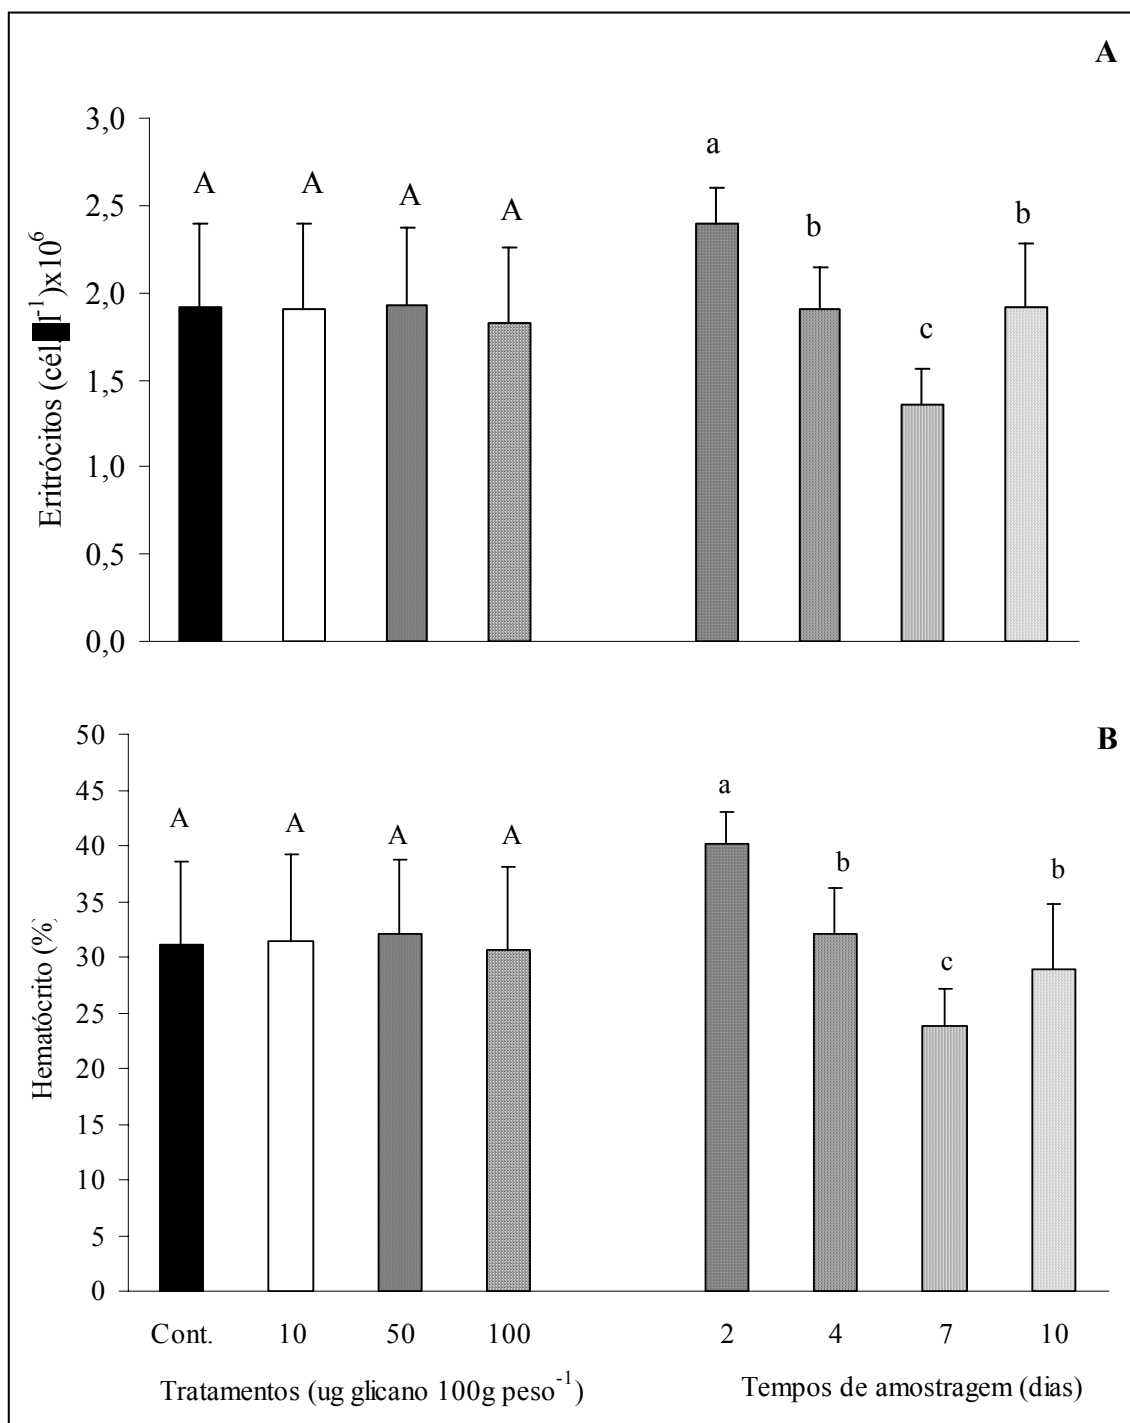 A
3,0
2,5
2,0
1,5
1,0
0,5
0,0
Eritrócitos (cél. l⁻¹)x10⁶
A A A A a b c b
B
50
45
40
35
30
25
20
15
10
5
0
Hematócrito (%)
A A A A a b c b
Cont. 10 50 100 2 4 7 10
Tratamentos (ug glicano 100g peso⁻¹) Tempos de amostragem (dias)